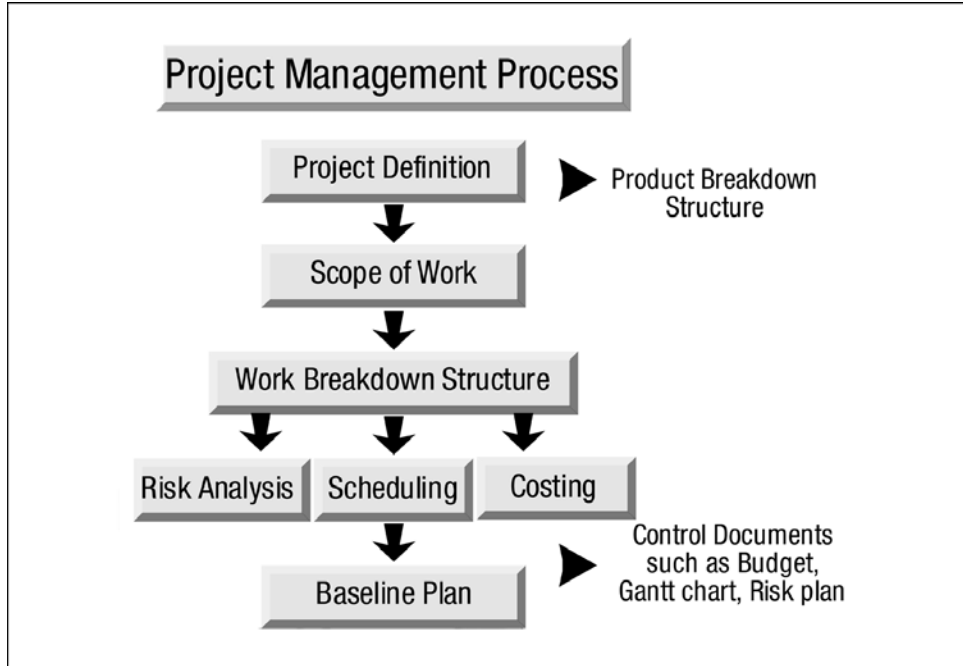 Project Management Process
Project Definition
Product Breakdown
Structure
Scope of Work
Work Breakdown Structure
Risk Analysis
Scheduling
Costing
Control Documents
such as Budget,
Gantt chart, Risk plan
Baseline Plan